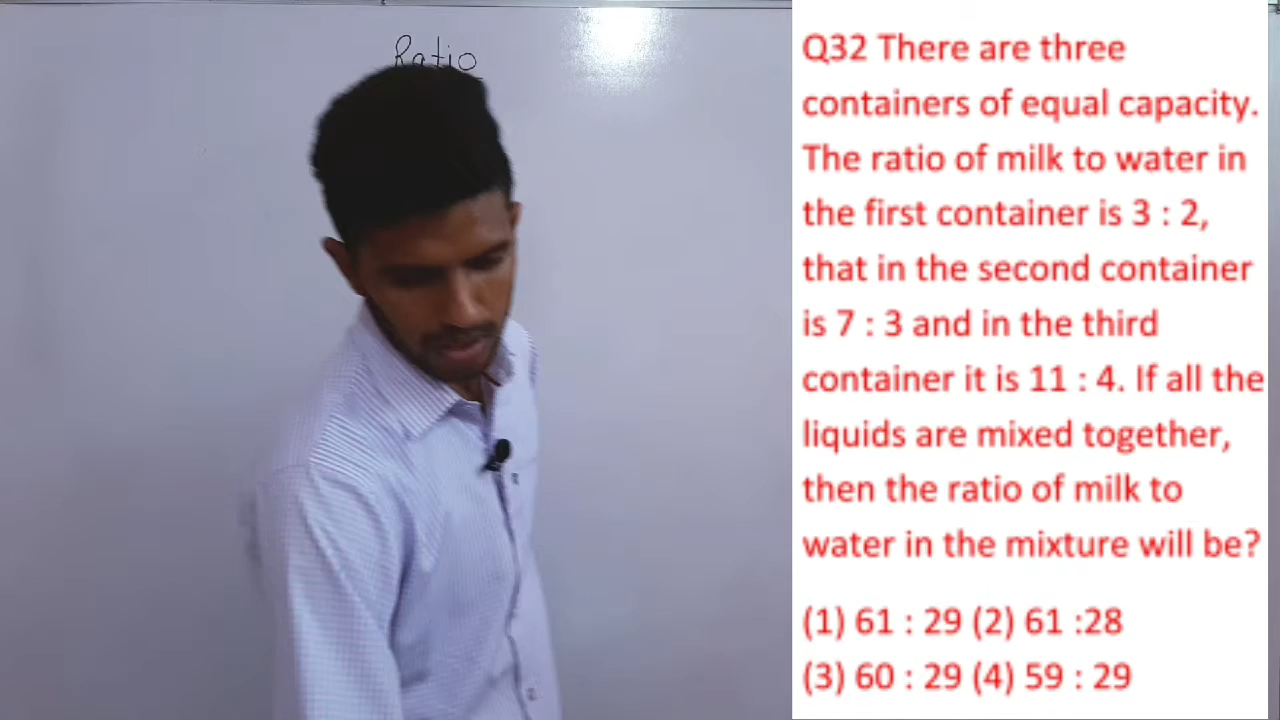 Ratio
Q32 There are three
containers of equal capacity.
The ratio of milk to water in
the first container is 3 : 2,
that in the second container
is 7 : 3 and in the third
container it is 11 : 4. If all the
liquids are mixed together,
then the ratio of milk to
water in the mixture will be?
(1) 61 : 29 (2) 61 :28
(3) 60 : 29 (4) 59 : 29